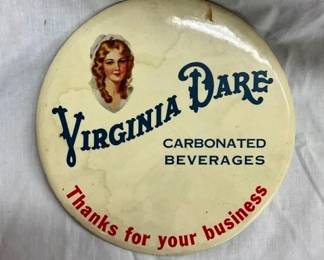 VIRGINIA DARE
CARBONATED
BEVERAGES
Thanks for your business